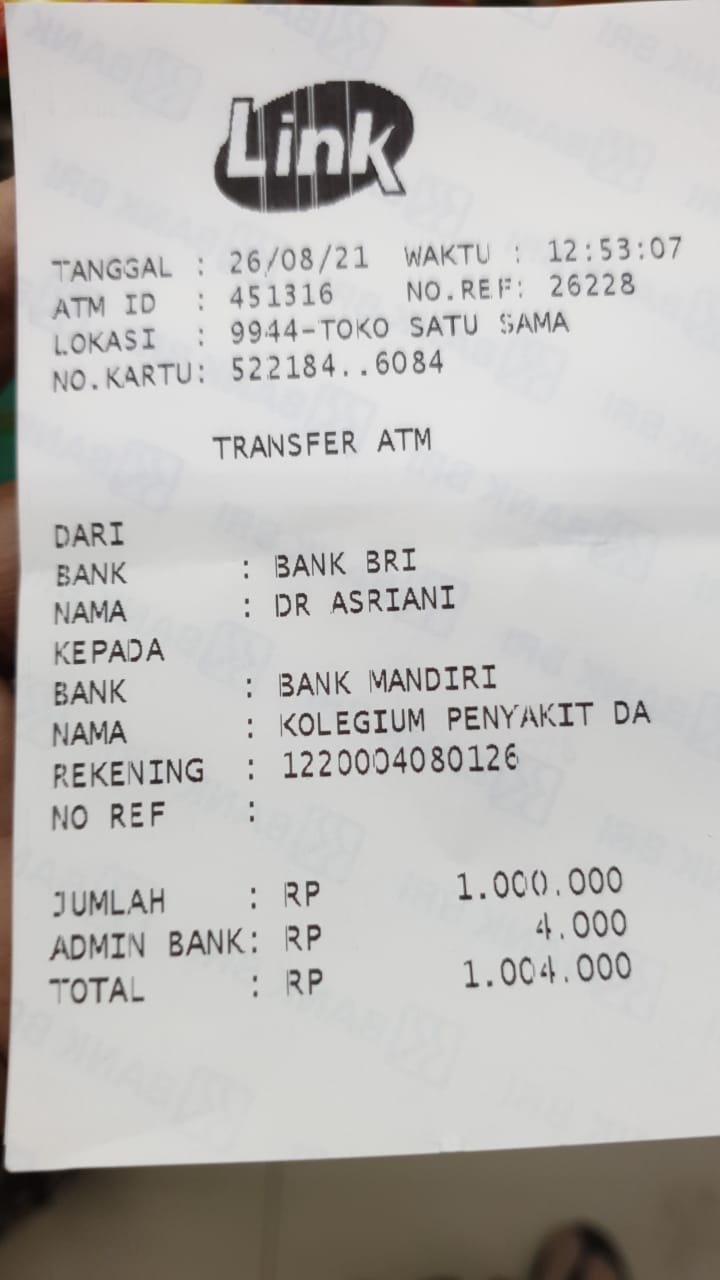 Link
TANGGAL : 26/08/21 WAKTU : 12:53:07
ATM ID : 451316 NO.REF: 26228
LOKASI : 9944-TOKO SATU SAMA
NO.KARTU: 522184..6084
TRANSFER ATM
DARI
BANK : BANK BRI
NAMA : DR ASRIANI
KEPADA
BANK : BANK MANDIRI
NAMA : KOLEGIUM PENYAKIT DA
REKENING : 1220004080126
NO REF :
JUMLAH : RP 1.000.000
ADMIN BANK: RP 4.000
TOTAL : RP 1.004.000